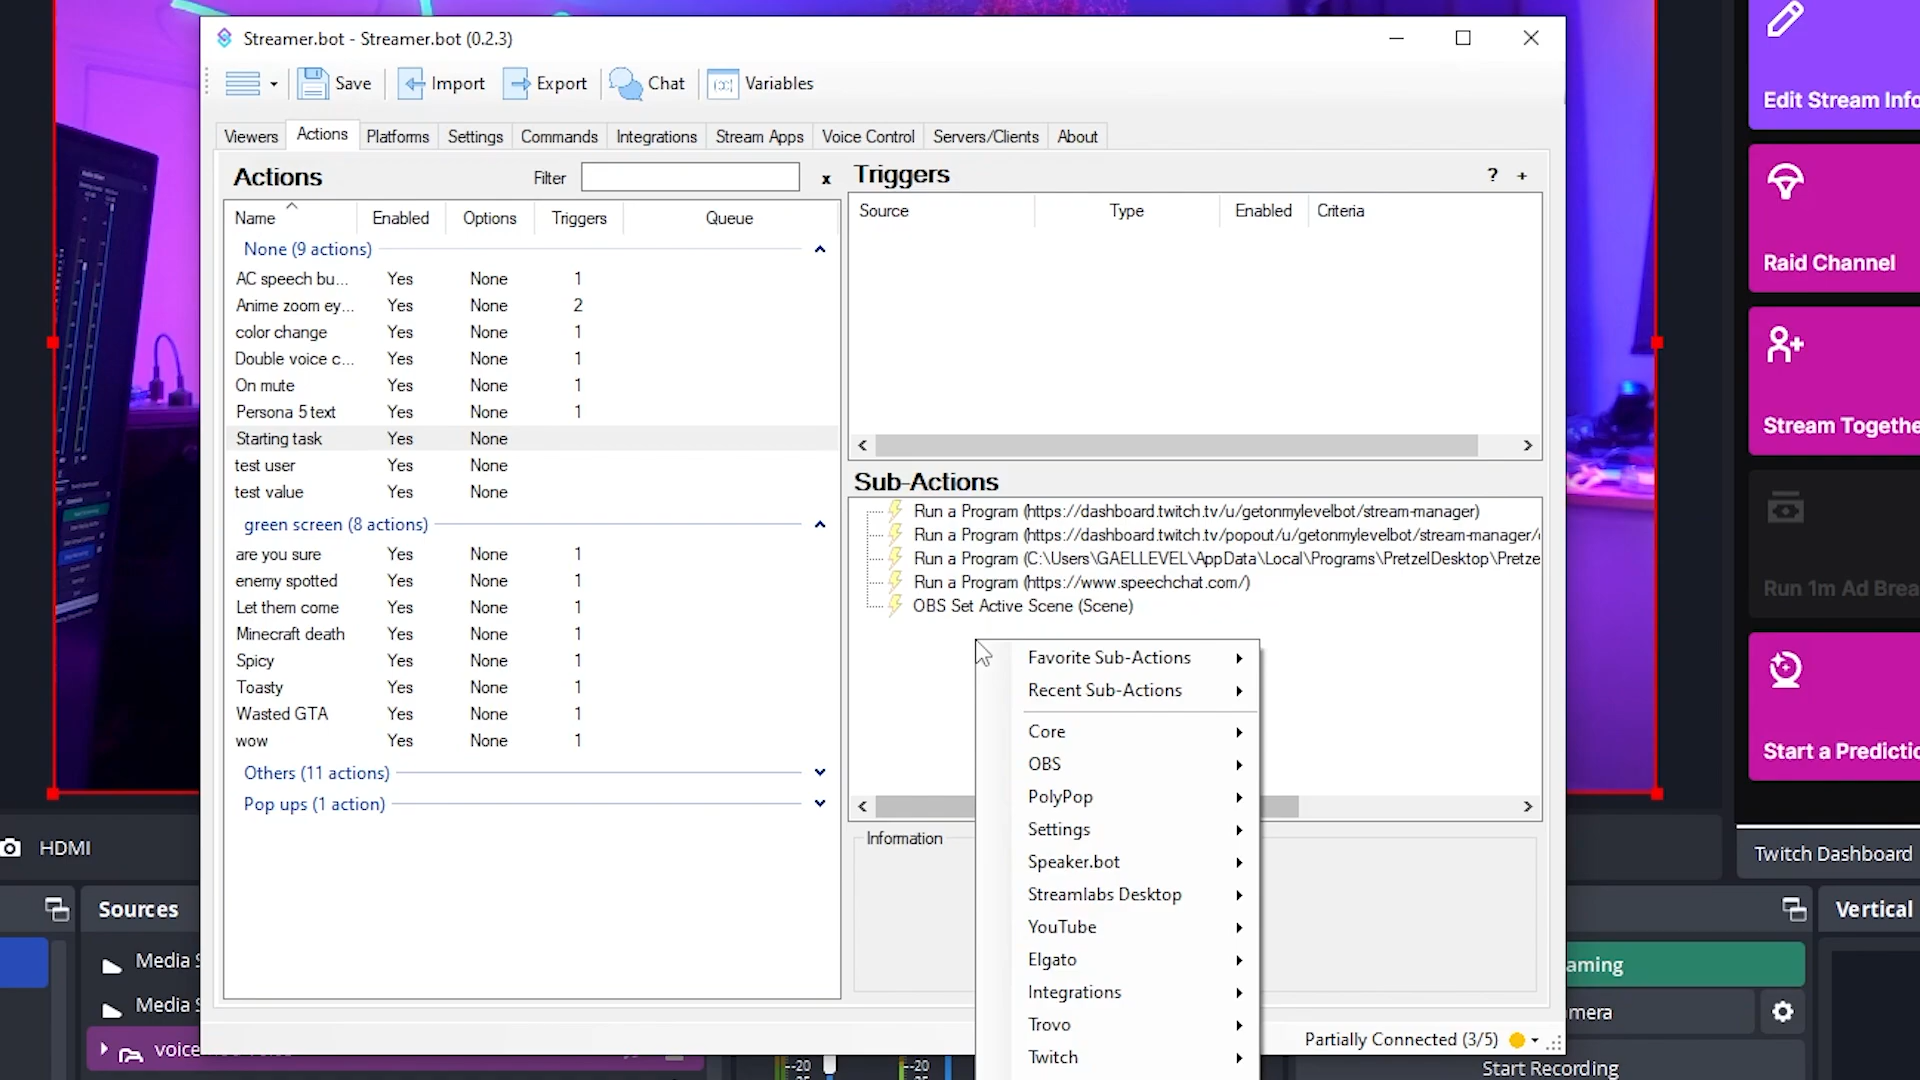 Streamer.bot - Streamer.bot (0.2.3)
Save
Import
Export
Chat
Variables
Viewers
Actions
Platforms
Settings
Commands
Integrations
Stream Apps
Voice Control
Servers/Clients
About
Actions
Filter
x
Name
Enabled
Options
Triggers
Queue
None (9 actions)
AC speech bu... Yes None 1
Anime zoom ey... Yes None 2
color change Yes None 1
Double voice c... Yes None 1
On mute Yes None 1
Persona 5 text Yes None 1
Starting task Yes None
test user Yes None
test value Yes None
green screen (8 actions)
are you sure Yes None 1
enemy spotted Yes None 1
Let them come Yes None 1
Minecraft death Yes None 1
Spicy Yes None 1
Toasty Yes None 1
Wasted GTA Yes None 1
wow Yes None 1
Others (11 actions)
Pop ups (1 action)
Triggers
? +
Source
Type
Enabled
Criteria
Sub-Actions
Run a Program (https://dashboard.twitch.tv/u/getonmylevelbot/stream-manager)
Run a Program (https://dashboard.twitch.tv/popout/u/getonmylevelbot/stream-manager/
Run a Program (C:\Users\GAELLEVEL\AppData\Local\Programs\PretzelDesktop\Pretze
Run a Program (https://www.speechchat.com/)
OBS Set Active Scene (Scene)
Favorite Sub-Actions
Recent Sub-Actions
Core
OBS
PolyPop
Settings
Speaker.bot
Streamlabs Desktop
YouTube
Elgato
Integrations
Trovo
Twitch
Information
Partially Connected (3/5)
Edit Stream Info
Raid Channel
Stream Togethe
Run 1m Ad Brea
Start a Predictio
Twitch Dashboard
HDMI
Sources
Media S
Media S
voice
Vertical
aming
mera
Start Recording
-20
-20